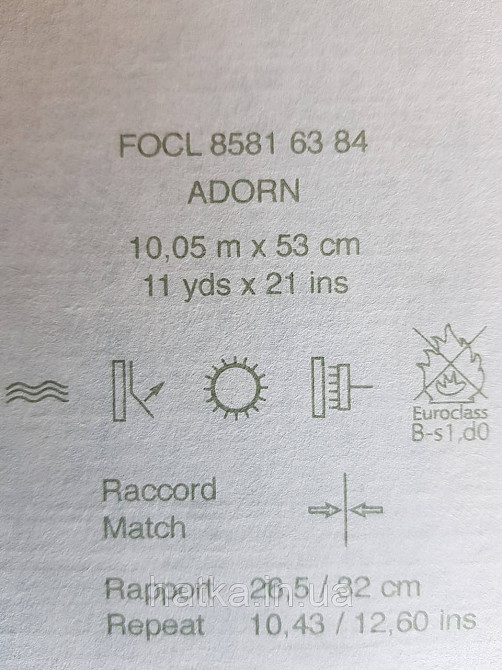 FOCL 8581 63 84
ADORN
10,05 m x 53 cm
11 yds x 21 ins
Euroclass
B-s1,d0
Raccord
Match
Rapport 26,5 / 32 cm
hatka.in.ua
Repeat 10,43 / 12,60 ins